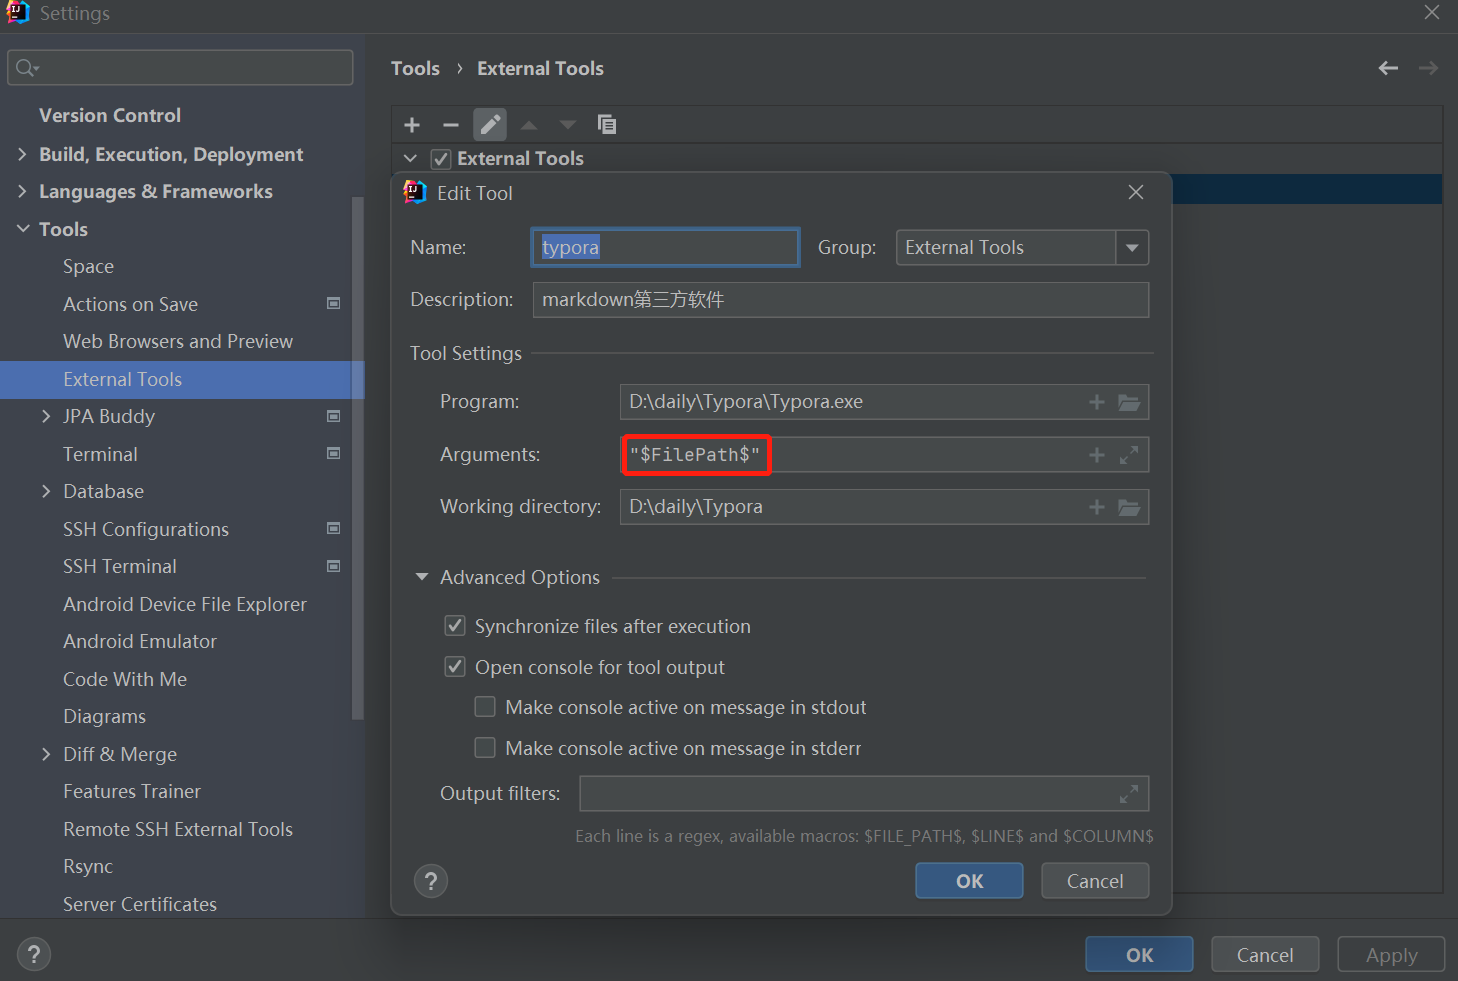 Settings
Version Control
Build, Execution, Deployment
Languages & Frameworks
Tools
Space
Actions on Save
Web Browsers and Preview
External Tools
JPA Buddy
Terminal
Database
SSH Configurations
SSH Terminal
Android Device File Explorer
Android Emulator
Code With Me
Diagrams
Diff & Merge
Features Trainer
Remote SSH External Tools
Rsync
Server Certificates
Tools › External Tools
External Tools
Edit Tool
Name: typora Group: External Tools
Description: markdown第三方软件
Tool Settings
Program: D:\daily\Typora\Typora.exe
Arguments: "$FilePath$"
Working directory: D:\daily\Typora
Advanced Options
Synchronize files after execution
Open console for tool output
Make console active on message in stdout
Make console active on message in stderr
Output filters:
Each line is a regex, available macros: $FILE_PATH$, $LINE$ and $COLUMN$
? OK Cancel
? OK Cancel Apply